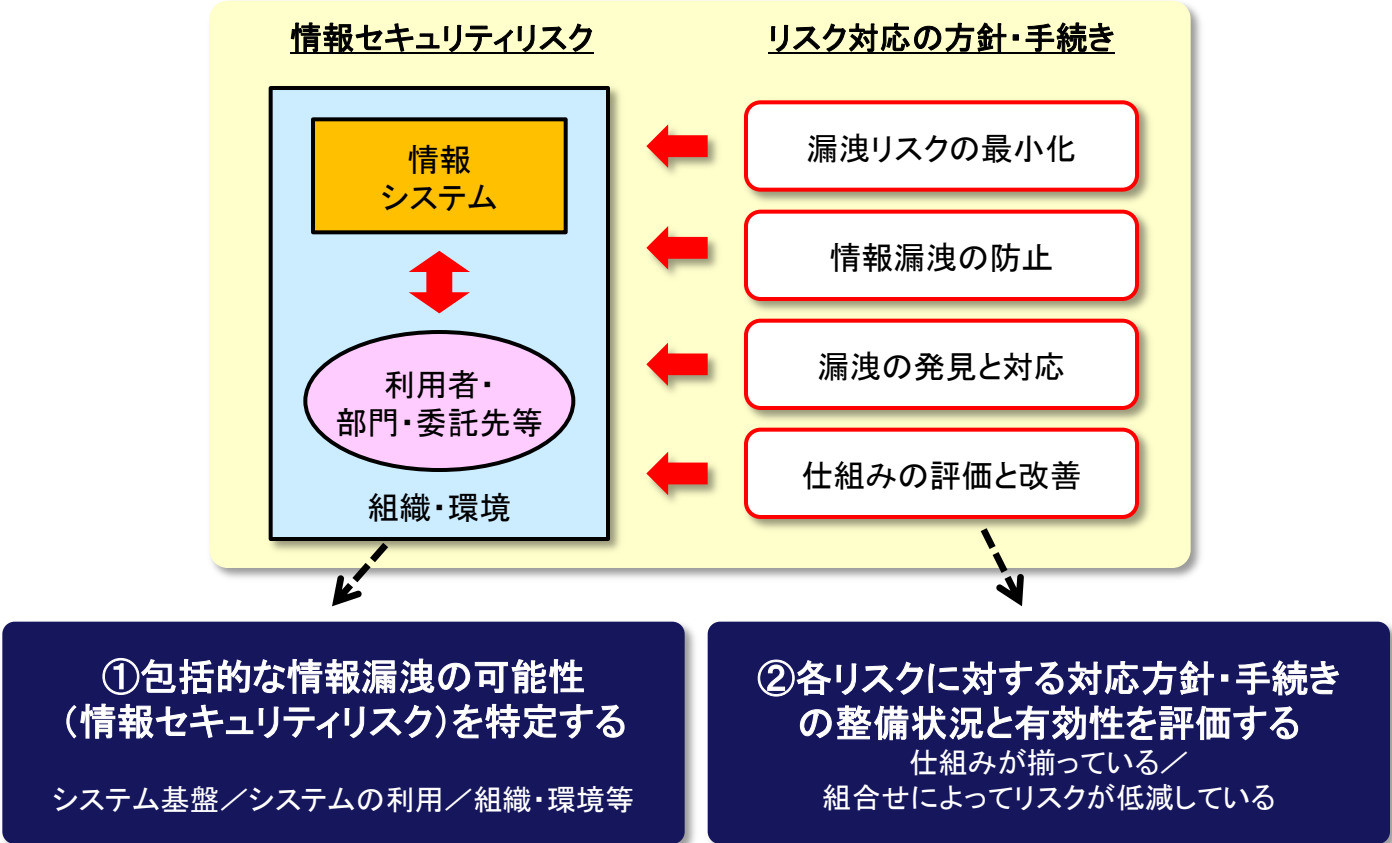 情報セキュリティリスク
リスク対応の方針・手続き
情報
システム
利用者・
部門・委託先等
組織・環境
漏洩リスクの最小化
情報漏洩の防止
漏洩の発見と対応
仕組みの評価と改善
①包括的な情報漏洩の可能性
（情報セキュリティリスク）を特定する
システム基盤／システムの利用／組織・環境等
②各リスクに対する対応方針・手続き
の整備状況と有効性を評価する
仕組みが揃っている／
組合せによってリスクが低減している